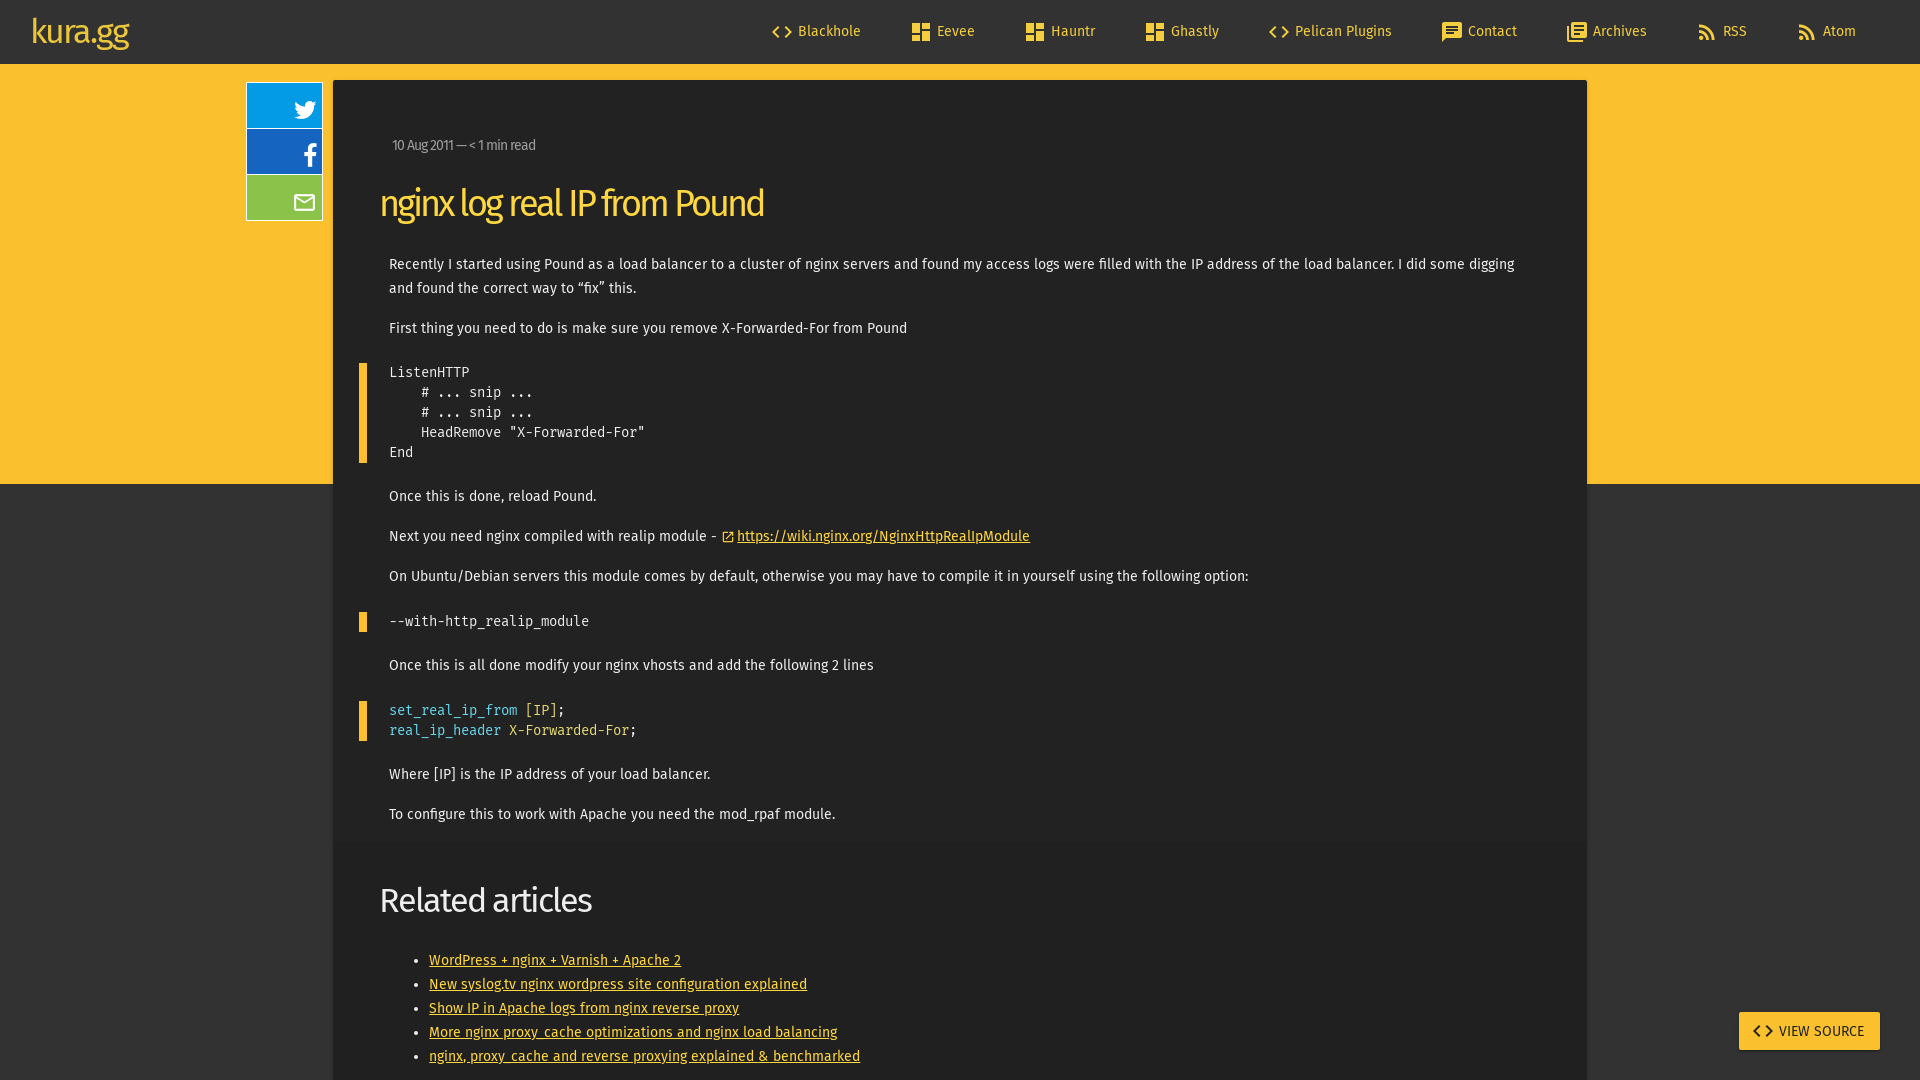 kura.gg
Blackhole
Eevee
Hauntr
Ghastly
Pelican Plugins
Contact
Archives
RSS
Atom
10 Aug 2011 — < 1 min read
nginx log real IP from Pound
Recently I started using Pound as a load balancer to a cluster of nginx servers and found my access logs were filled with the IP address of the load balancer. I did some digging
and found the correct way to “fix” this.
First thing you need to do is make sure you remove X-Forwarded-For from Pound
ListenHTTP
    # ... snip ...
    # ... snip ...
    HeadRemove "X-Forwarded-For"
End
Once this is done, reload Pound.
Next you need nginx compiled with realip module - https://wiki.nginx.org/NginxHttpRealIpModule
On Ubuntu/Debian servers this module comes by default, otherwise you may have to compile it in yourself using the following option:
--with-http_realip_module
Once this is all done modify your nginx vhosts and add the following 2 lines
set_real_ip_from [IP];
real_ip_header X-Forwarded-For;
Where [IP] is the IP address of your load balancer.
To configure this to work with Apache you need the mod_rpaf module.
Related articles
WordPress + nginx + Varnish + Apache 2
New syslog.tv nginx wordpress site configuration explained
Show IP in Apache logs from nginx reverse proxy
More nginx proxy_cache optimizations and nginx load balancing
nginx, proxy_cache and reverse proxying explained & benchmarked
VIEW SOURCE